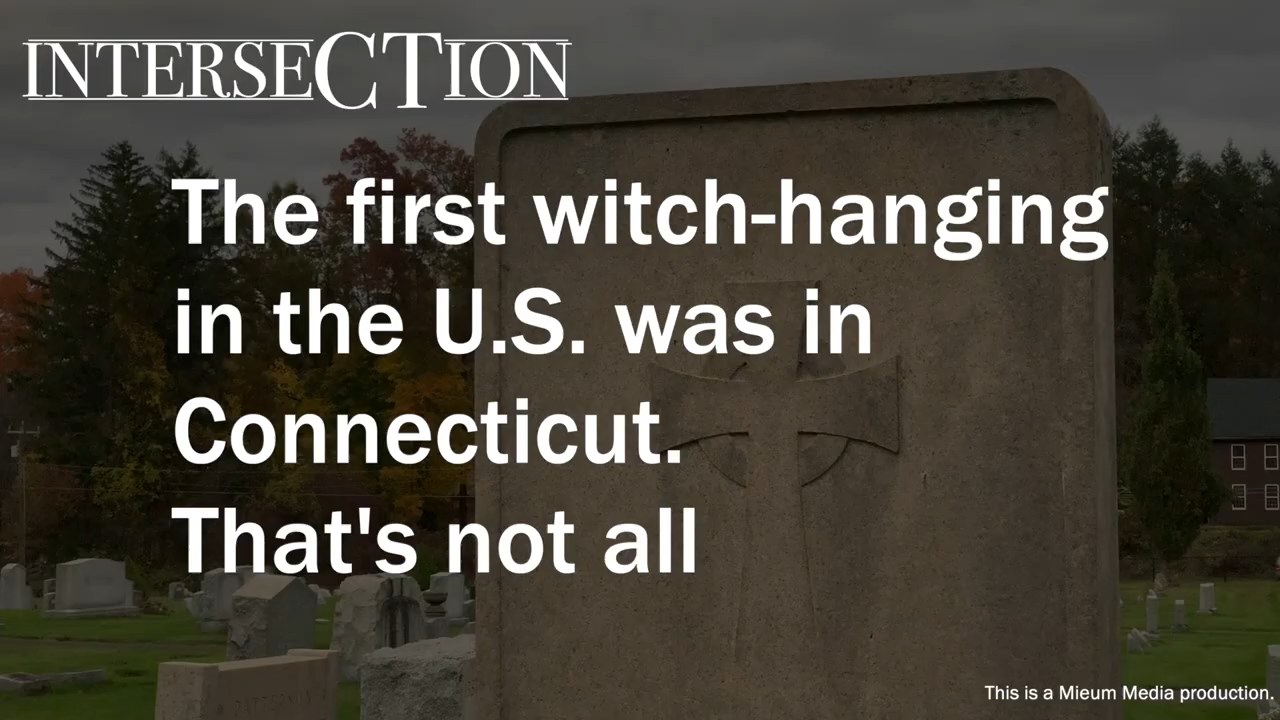 INTERSECTION
The first witch-hanging
in the U.S. was in
Connecticut.
That's not all
This is a Mieum Media production.